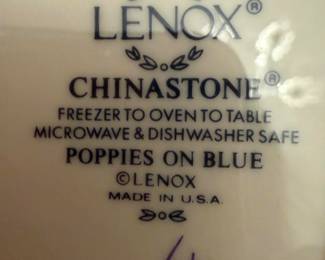 LENOX®
CHINASTONE®
FREEZER TO OVEN TO TABLE
MICROWAVE & DISHWASHER SAFE
POPPIES ON BLUE
©LENOX
MADE IN U.S.A.